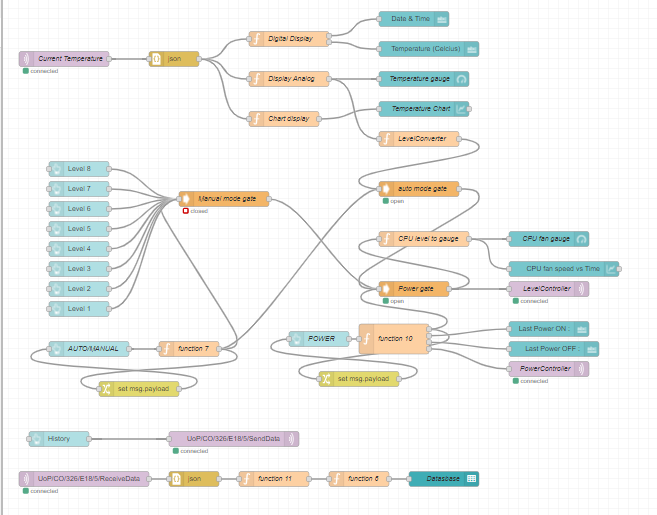 Date & Time
Digital Display
Temperature (Celcius)
Current Temperature
json
connected
Display Analog
Temperature gauge
Chart display
Temperature Chart
LevelConverter
Level 8
Level 7
Level 6
Level 5
Level 4
Level 3
Level 2
Level 1
Manual mode gate
closed
auto mode gate
open
CPU level to gauge
CPU fan gauge
CPU fan speed vs Time
Power gate
open
LevelController
connected
AUTO/MANUAL
function 7
set msg.payload
POWER
function 10
set msg.payload
Last Power ON :
Last Power OFF :
PowerController
connected
History
UoP/CO/326/E18/5/SendData
connected
UoP/CO/326/E18/5/ReceiveData
connected
json
function 11
function 6
Database